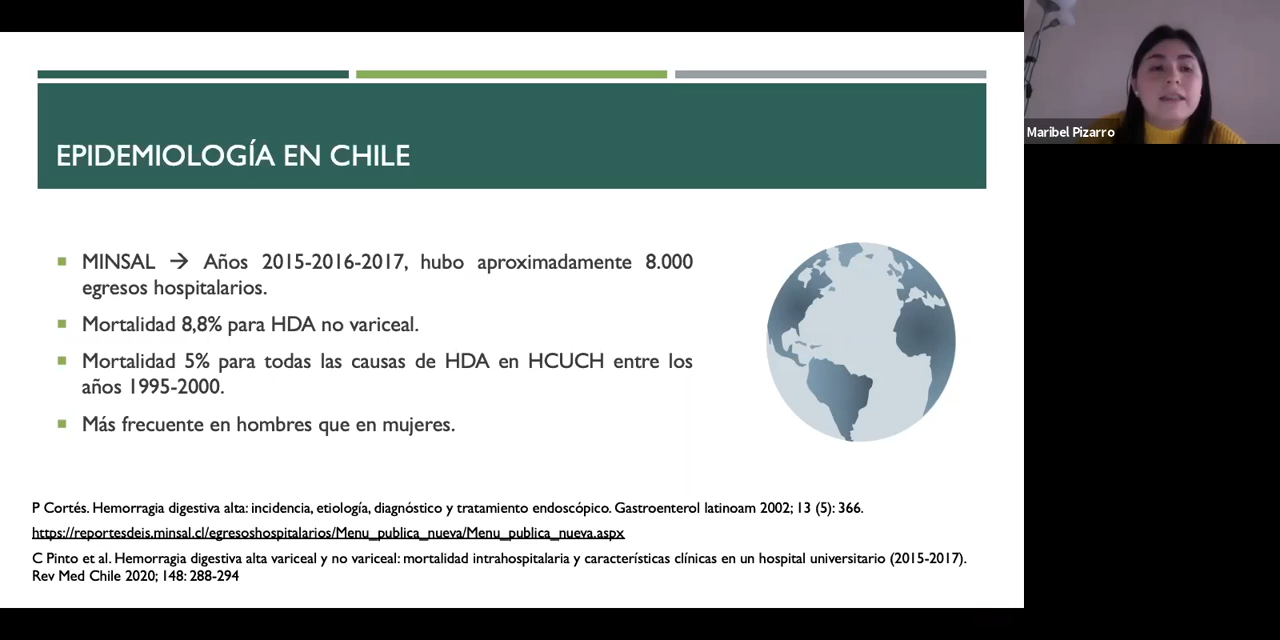 EPIDEMIOLOGÍA EN CHILE
MINSAL → Años 2015-2016-2017, hubo aproximadamente 8.000
egresos hospitalarios.
Mortalidad 8,8% para HDA no variceal.
Mortalidad 5% para todas las causas de HDA en HCUCH entre los
años 1995-2000.
Más frecuente en hombres que en mujeres.
P Cortés. Hemorragia digestiva alta: incidencia, etiología, diagnóstico y tratamiento endoscópico. Gastroenterol latinoam 2002; 13 (5): 366.
https://reportesdeis.minsal.cl/egresoshospitalarios/Menu_publica_nueva/Menu_publica_nueva.aspx
C Pinto et al. Hemorragia digestiva alta variceal y no variceal: mortalidad intrahospitalaria y características clínicas en un hospital universitario (2015-2017).
Rev Med Chile 2020; 148: 288-294
Maribel Pizarro